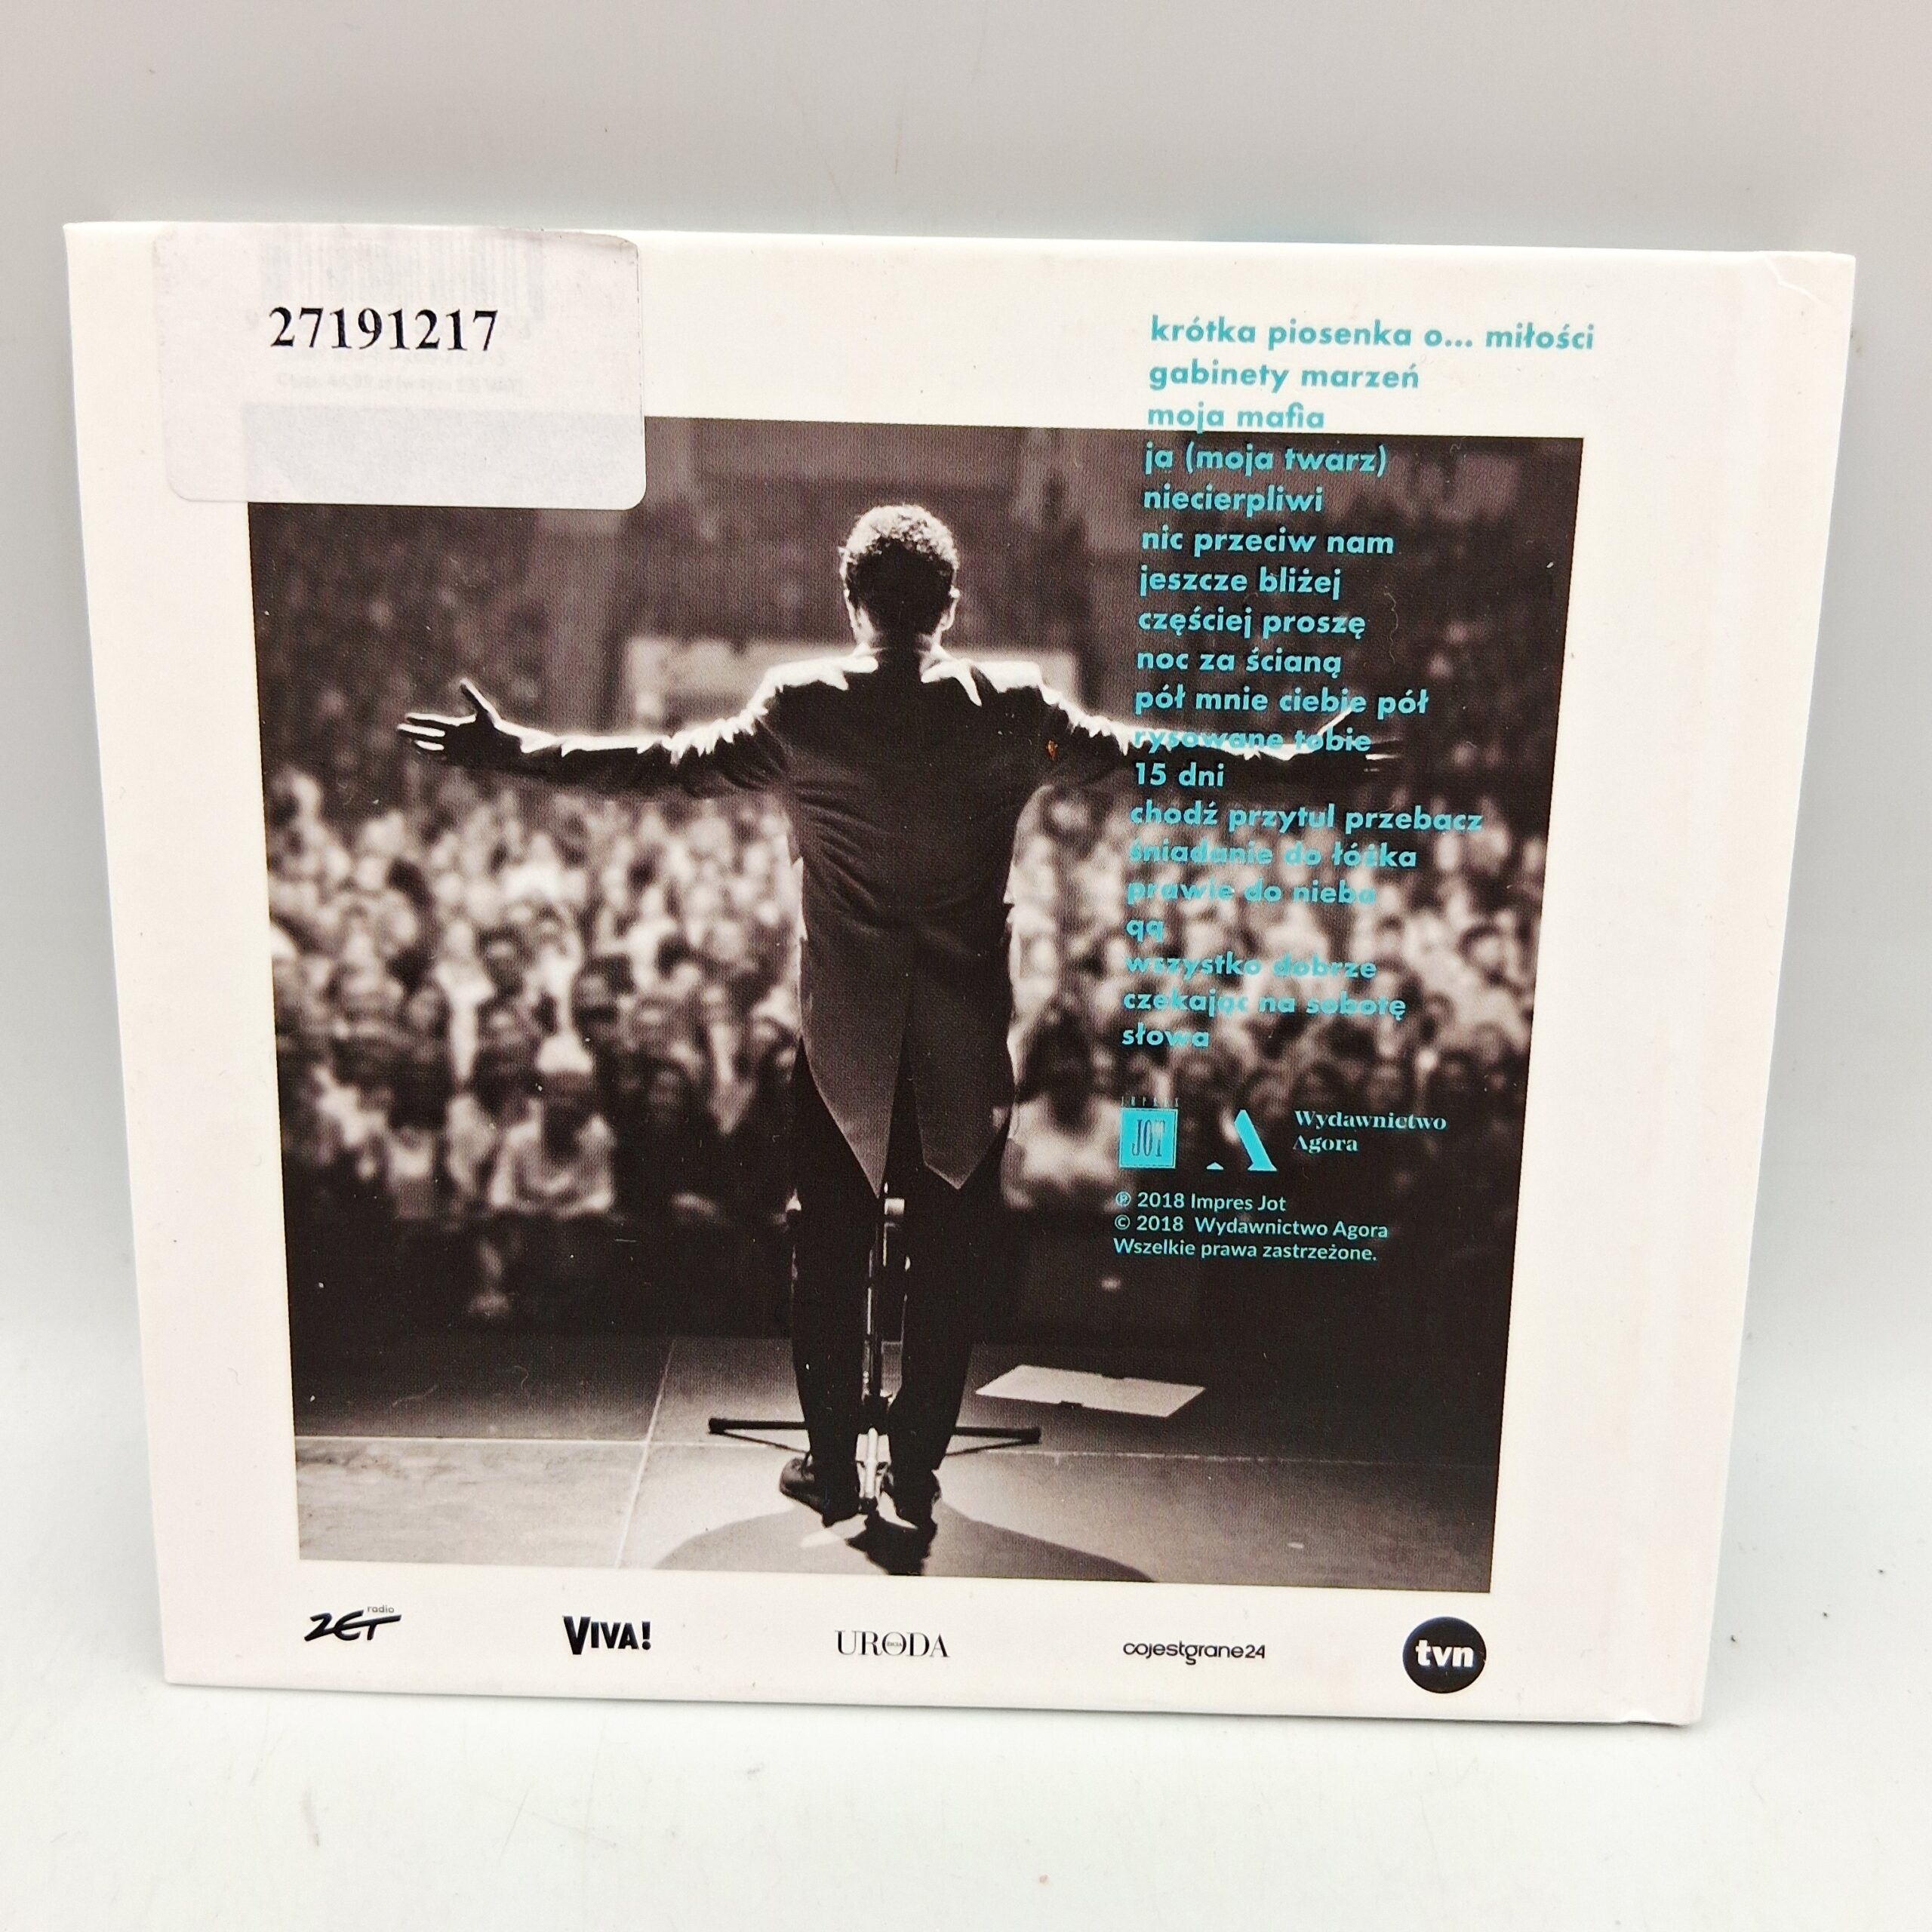 27191217
krótka piosenka o... miłości
gabinety marzeń
moja mafia
ja (moja twarz)
niecierpliwi
nic przeciw nam
jeszcze bliżej
częściej proszę
noc za ścianą
pół mnie ciebie pół
rysowane tobie
15 dni
chodź przytul przebacz
śniadanie do łóżka
prawie do nieba
qq
wszystko dobrze
czekając na sobotę
słowa
IMPRES
JOT
Wydawnictwo
Agora
℗ 2018 Impres Jot
© 2018 Wydawnictwo Agora
Wszelkie prawa zastrzeżone.
radio
ZET
VIVA!
URODA
cojestgrane24
tvn